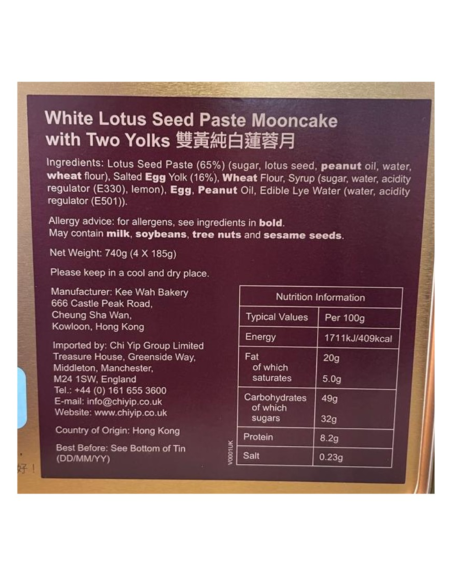 White Lotus Seed Paste Mooncake
with Two Yolks 雙黃純白蓮蓉月
Ingredients: Lotus Seed Paste (65%) (sugar, lotus seed, peanut oil, water,
wheat flour), Salted Egg Yolk (16%), Wheat Flour, Syrup (sugar, water, acidity
regulator (E330), lemon), Egg, Peanut Oil, Edible Lye Water (water, acidity
regulator (E501)).
Allergy advice: for allergens, see ingredients in bold.
May contain milk, soybeans, tree nuts and sesame seeds.
Net Weight: 740g (4 X 185g)
Please keep in a cool and dry place.
Manufacturer: Kee Wah Bakery
666 Castle Peak Road,
Cheung Sha Wan,
Kowloon, Hong Kong
Imported by: Chi Yip Group Limited
Treasure House, Greenside Way,
Middleton, Manchester,
M24 1SW, England
Tel.: +44 (0) 161 655 3600
E-mail: info@chiyip.co.uk
Website: www.chiyip.co.uk
Country of Origin: Hong Kong
Best Before: See Bottom of Tin
(DD/MM/YY)
Nutrition Information
Typical Values Per 100g
Energy 1711kJ/409kcal
Fat 20g
of which
saturates 5.0g
Carbohydrates 49g
of which
sugars 32g
Protein 8.2g
Salt 0.23g
V0001UK
好！